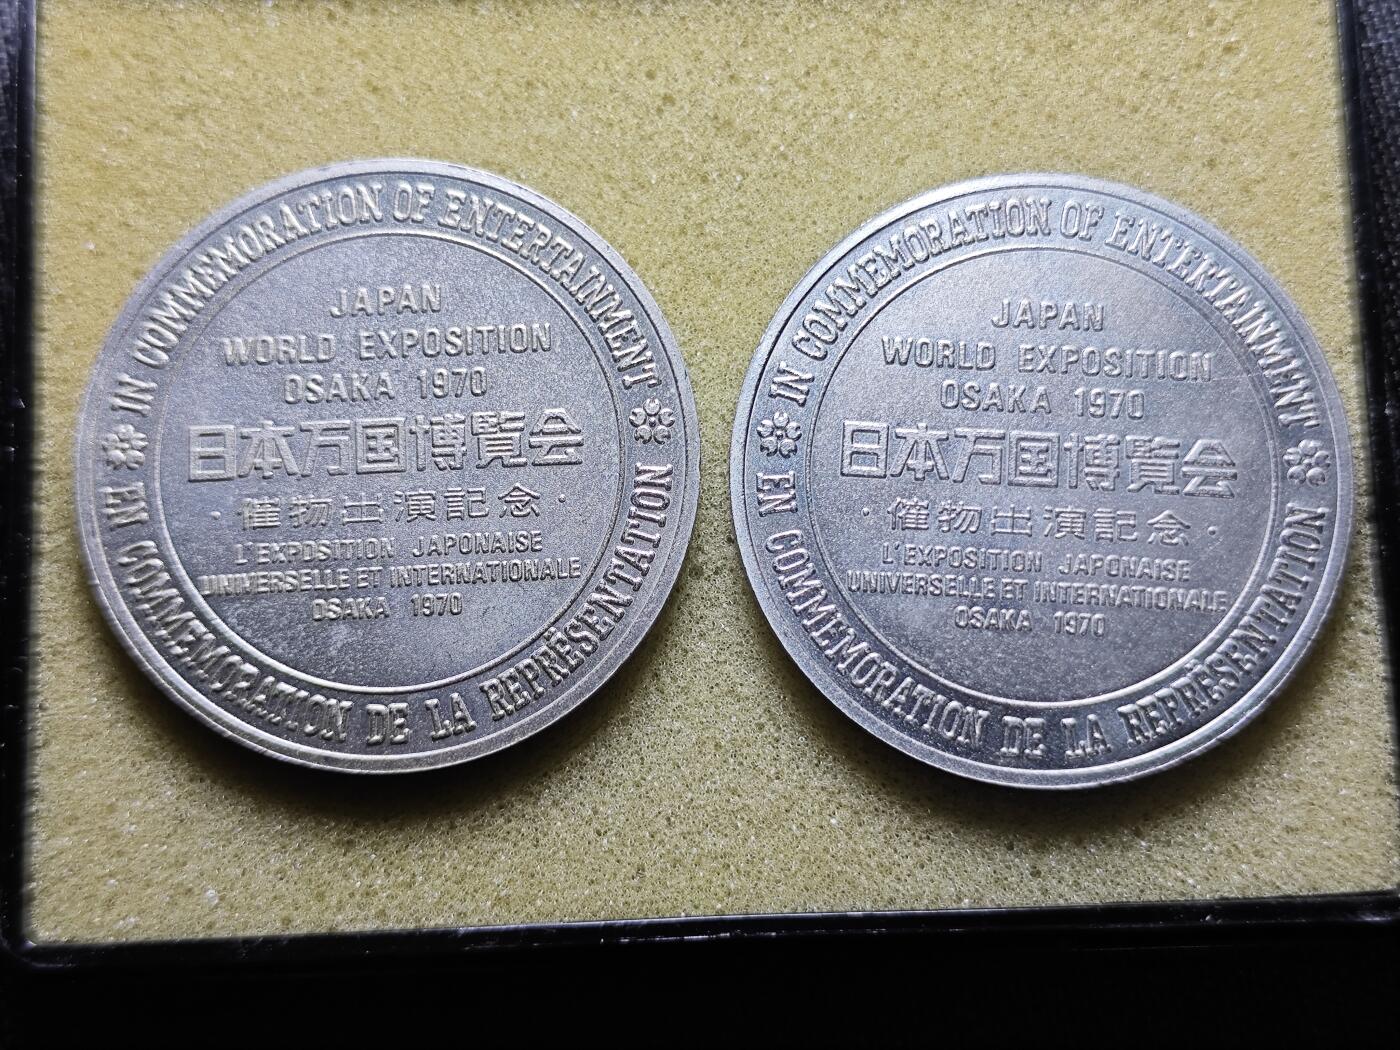 IN COMMEMORATION OF ENTERTAINMENT
JAPAN
WORLD EXPOSITION
OSAKA 1970
日本万国博覧会
・催物出演記念・
L'EXPOSITION JAPONAISE
UNIVERSELLE ET INTERNATIONALE
OSAKA 1970
EN COMMEMORATION DE LA REPRÉSENTATION
IN COMMEMORATION OF ENTERTAINMENT
JAPAN
WORLD EXPOSITION
OSAKA 1970
日本万国博覧会
・催物出演記念・
L'EXPOSITION JAPONAISE
UNIVERSELLE ET INTERNATIONALE
OSAKA 1970
EN COMMEMORATION DE LA REPRÉSENTATION